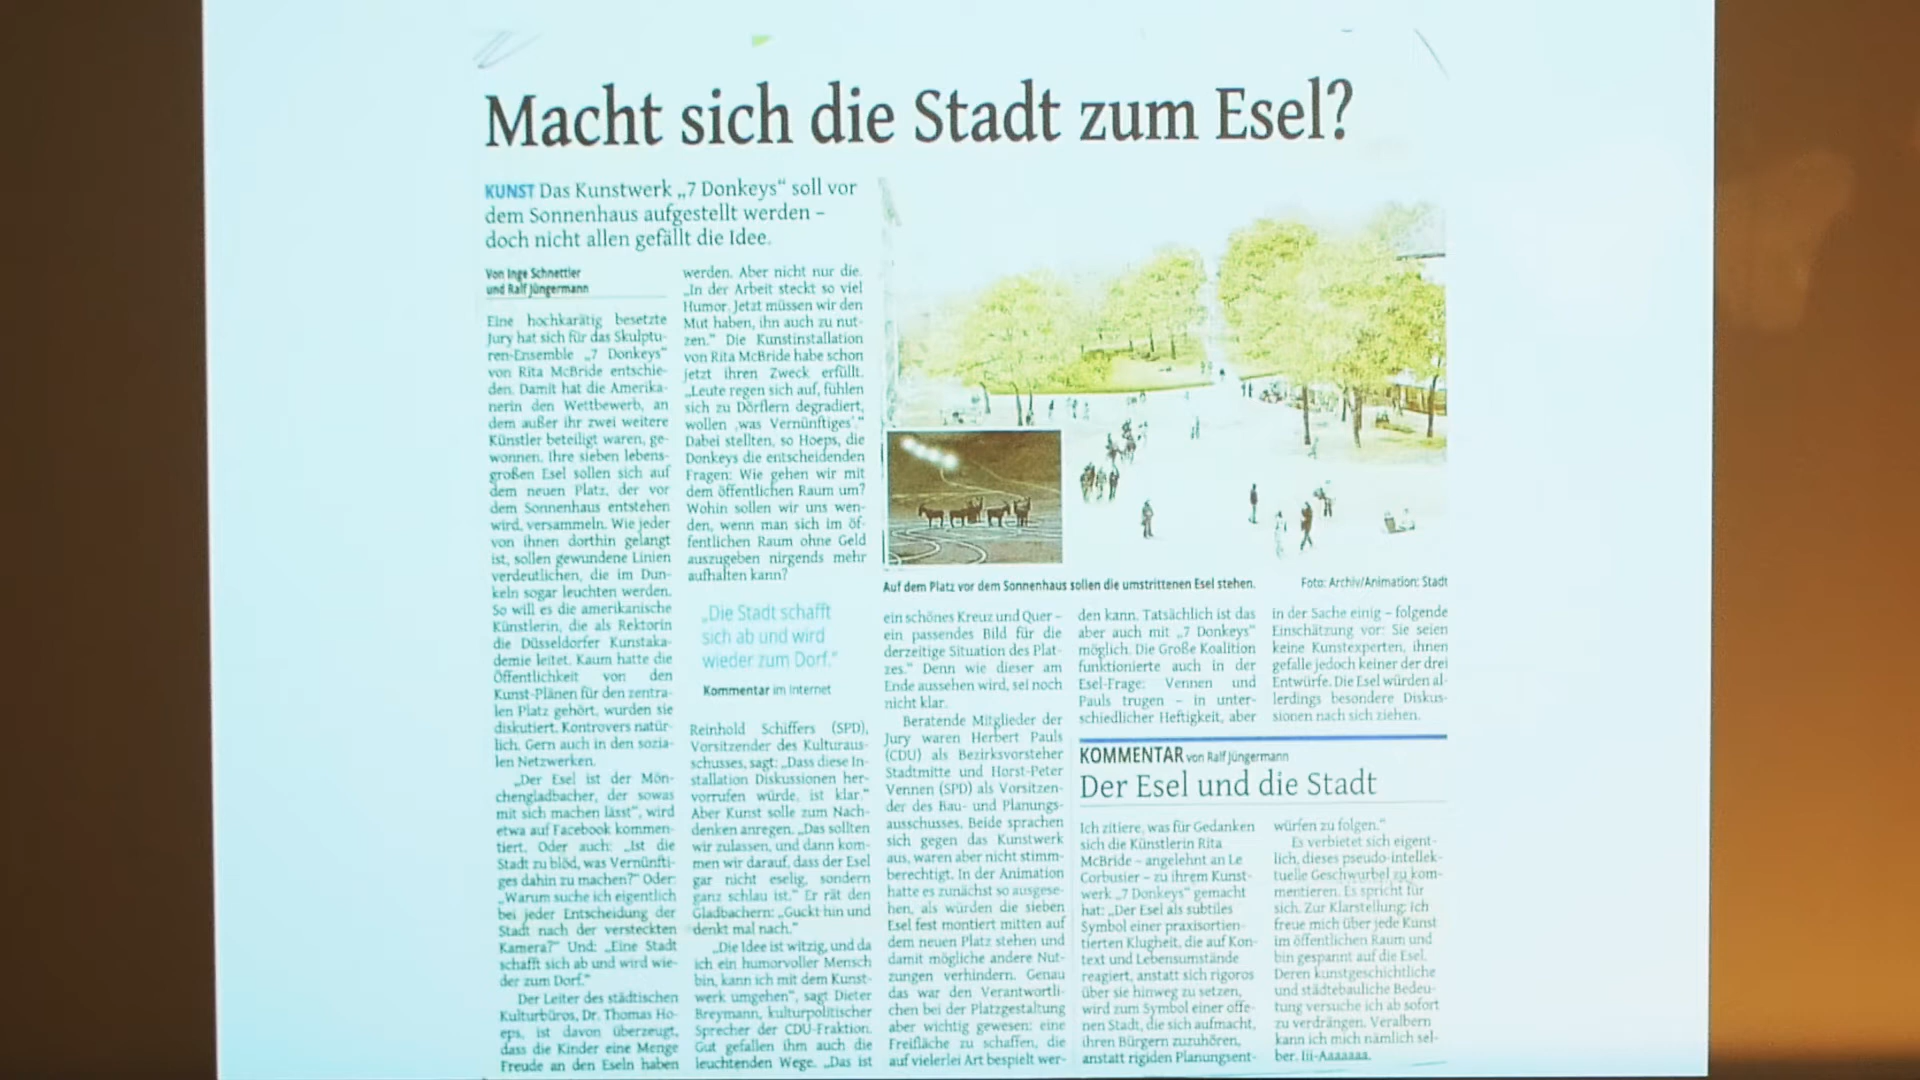 Macht sich die Stadt zum Esel?
KUNST Das Kunstwerk „7 Donkeys“ soll vor
dem Sonnenhaus aufgestellt werden –
doch nicht allen gefällt die Idee.
Von Inge Schnettler
und Ralf Jüngermann
Eine hochkarätig besetzte
Jury hat sich für das Skulptu-
ren-Ensemble „7 Donkeys“
von Rita McBride entschie-
den. Damit hat die Amerika-
nerin den Wettbewerb, an
dem außer ihr zwei weitere
Künstler beteiligt waren, ge-
wonnen. Ihre sieben lebens-
großen Esel sollen sich auf
dem neuen Platz, der vor
dem Sonnenhaus entstehen
wird, versammeln. Wie jeder
von ihnen dorthin gelangt
ist, sollen gewundene Linien
verdeutlichen, die im Dun-
keln sogar leuchten werden.
So will es die amerikanische
Künstlerin, die als Rektorin
die Düsseldorfer Kunstaka-
demie leitet. Kaum hatte die
Öffentlichkeit von den
Kunst-Plänen für den zentra-
len Platz gehört, wurden sie
diskutiert. Kontrovers natür-
lich. Gern auch in den sozia-
len Netzwerken.
„Der Esel ist der Mön-
chengladbacher, der sowas
mit sich machen lässt“, wird
etwa auf Facebook kommen-
tiert. Oder auch: „Ist die
Stadt zu blöd, was Vernünfti-
ges dahin zu machen?“ Oder:
„Warum suche ich eigentlich
bei jeder Entscheidung der
Stadt nach der versteckten
Kamera?“ Und: „Eine Stadt
schafft sich ab und wird wie-
der zum Dorf.“
Der Leiter des städtischen
Kulturbüros, Dr. Thomas Ho-
eps, ist davon überzeugt,
dass die Kinder eine Menge
Freude an den Eseln haben
werden. Aber nicht nur die.
„In der Arbeit steckt so viel
Humor. Jetzt müssen wir den
Mut haben, ihn auch zu nut-
zen.“ Die Kunstinstallation
von Rita McBride habe schon
jetzt ihren Zweck erfüllt.
„Leute regen sich auf, fühlen
sich zu Dörflern degradiert,
wollen ‚was Vernünftiges‘.“
Dabei stellten, so Hoeps, die
Donkeys die entscheidenden
Fragen: Wie gehen wir mit
dem öffentlichen Raum um?
Wohin sollen wir uns wen-
den, wenn man sich im öf-
fentlichen Raum ohne Geld
auszugeben nirgends mehr
aufhalten kann?
„Die Stadt schafft
sich ab und wird
wieder zum Dorf.“
Kommentar im Internet
Reinhold Schiffers (SPD),
Vorsitzender des Kulturaus-
schusses, sagt: „Dass diese In-
stallation Diskussionen her-
vorrufen würde, ist klar.“
Aber Kunst solle zum Nach-
denken anregen. „Das sollten
wir zulassen, und dann kom-
men wir darauf, dass der Esel
gar nicht eselig, sondern
ganz schlau ist.“ Er rät den
Gladbachern: „Guckt hin und
denkt mal nach.“
„Die Idee ist witzig, und da
ich ein humorvoller Mensch
bin, kann ich mit dem Kunst-
werk umgehen“, sagt Dieter
Breymann, kulturpolitischer
Sprecher der CDU-Fraktion.
Gut gefallen ihm auch die
leuchtenden Wege. „Das ist
Auf dem Platz vor dem Sonnenhaus sollen die umstrittenen Esel stehen. Foto: Archiv/Animation: Stadt
ein schönes Kreuz und Quer –
ein passendes Bild für die
derzeitige Situation des Plat-
zes.“ Denn wie dieser am
Ende aussehen wird, sei noch
nicht klar.
Beratende Mitglieder der
Jury waren Herbert Pauls
(CDU) als Bezirksvorsteher
Stadtmitte und Horst-Peter
Vennen (SPD) als Vorsitzen-
der des Bau- und Planungs-
ausschusses. Beide sprachen
sich gegen das Kunstwerk
aus, waren aber nicht stimm-
berechtigt. In der Animation
hatte es zunächst so ausgese-
hen, als würden die sieben
Esel fest montiert mitten auf
dem neuen Platz stehen und
damit mögliche andere Nut-
zungen verhindern. Genau
das war den Verantwortli-
chen bei der Platzgestaltung
aber wichtig gewesen: eine
Freifläche zu schaffen, die
auf vielerlei Art bespielt wer-
den kann. Tatsächlich ist das
aber auch mit „7 Donkeys“
möglich. Die Große Koalition
funktionierte auch in der
Esel-Frage: Vennen und
Pauls trugen – in unter-
schiedlicher Heftigkeit, aber
in der Sache einig – folgende
Einschätzung vor: Sie seien
keine Kunstexperten, ihnen
gefalle jedoch keiner der drei
Entwürfe. Die Esel würden al-
lerdings besondere Diskus-
sionen nach sich ziehen.
KOMMENTAR von Ralf Jüngermann
Der Esel und die Stadt
Ich zitiere, was für Gedanken
sich die Künstlerin Rita
McBride – angelehnt an Le
Corbusier – zu ihrem Kunst-
werk „7 Donkeys“ gemacht
hat: „Der Esel als subtiles
Symbol einer praxisorien-
tierten Klugheit, die auf Kon-
text und Lebensumstände
reagiert, anstatt sich rigoros
über sie hinweg zu setzen,
wird zum Symbol einer offe-
nen Stadt, die sich aufmacht,
ihren Bürgern zuzuhören,
anstatt rigiden Planungsent-
würfen zu folgen.“
Es verbietet sich eigent-
lich, dieses pseudo-intellek-
tuelle Geschwurbel zu kom-
mentieren. Es spricht für
sich. Zur Klarstellung: Ich
freue mich über jede Kunst
im öffentlichen Raum und
bin gespannt auf die Esel.
Deren kunstgeschichtliche
und städtebauliche Bedeu-
tung versuche ich ab sofort
zu verdrängen. Veralbern
kann ich mich nämlich sel-
ber. Iii-Aaaaaaa.